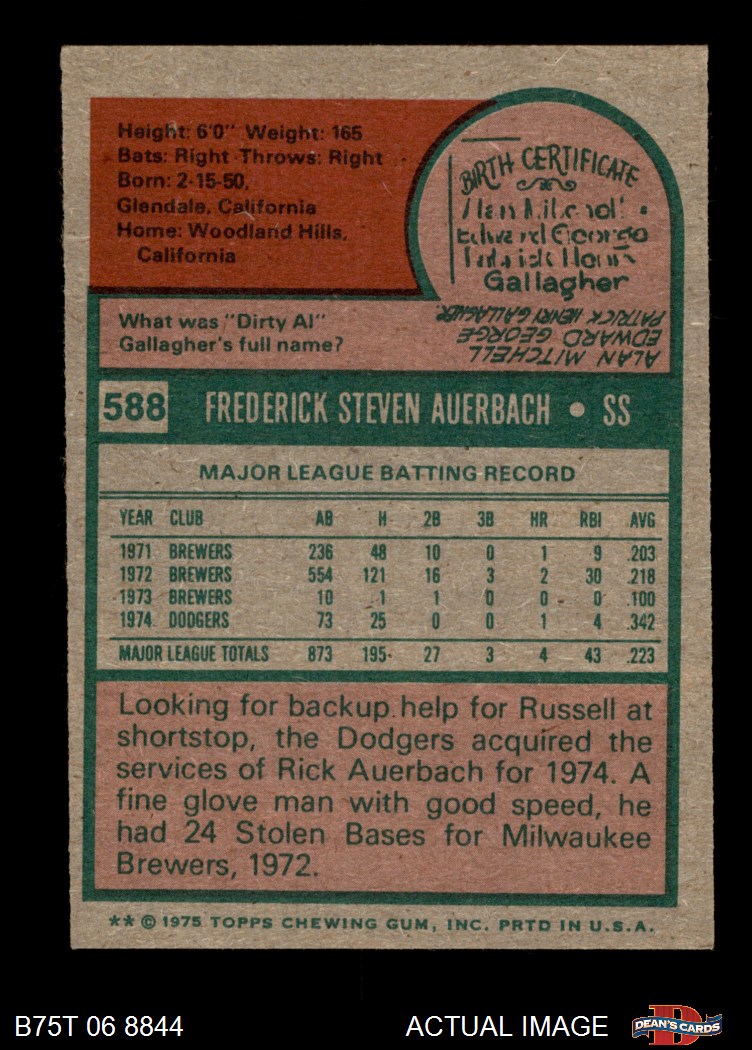 Height: 6'0" Weight: 165
Bats: Right Throws: Right
Born: 2-15-50,
Glendale, California
Home: Woodland Hills,
California
BIRTH CERTIFICATE
Alan Mitchell
Edward George
Patrick Henry
Gallagher
What was "Dirty Al"
Gallagher's full name?
ALAN MITCHELL
EDWARD GEORGE
PATRICK HENRY GALLAGHER.
588 FREDERICK STEVEN AUERBACH • SS
MAJOR LEAGUE BATTING RECORD
YEAR CLUB AB H 2B 3B HR RBI AVG
1971 BREWERS 236 48 10 0 1 9 .203
1972 BREWERS 554 121 16 3 2 30 .218
1973 BREWERS 10 1 1 0 0 0 .100
1974 DODGERS 73 25 0 0 1 4 .342
MAJOR LEAGUE TOTALS 873 195 27 3 4 43 .223
Looking for backup help for Russell at
shortstop, the Dodgers acquired the
services of Rick Auerbach for 1974. A
fine glove man with good speed, he
had 24 Stolen Bases for Milwaukee
Brewers, 1972.
** © 1975 TOPPS CHEWING GUM, INC. PRTD IN U.S.A.
B75T 06 8844 ACTUAL IMAGE DEAN'S CARDS